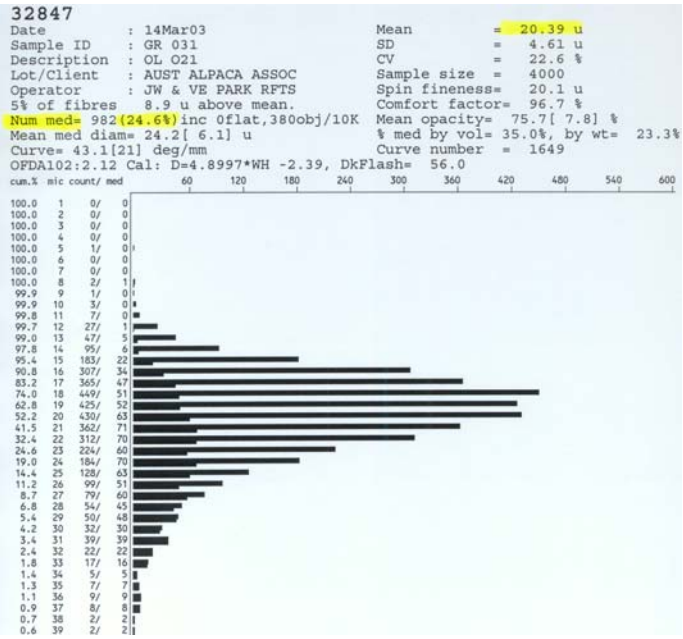 32847
Date : 14Mar03 Mean = 20.39 u
Sample ID : GR 031 SD = 4.61 u
Description : OL O21 CV = 22.6 %
Lot/Client : AUST ALPACA ASSOC Sample size = 4000
Operator : JW & VE PARK RFTS Spin fineness= 20.1 u
5% of fibres 8.9 u above mean. Comfort factor= 96.7 %
Num med= 982(24.6%)inc 0flat,380obj/10K Mean opacity= 75.7[ 7.8] %
Mean med diam= 24.2[ 6.1] u % med by vol= 35.0%, by wt= 23.3%
Curve= 43.1[21] deg/mm Curve number = 1649
OFDA102:2.12 Cal: D=4.8997*WH -2.39, DkFlash= 56.0
cum.% mic count/ med 60 120 180 240 300 360 420 480 540 600
100.0 1 0/ 0
100.0 2 0/ 0
100.0 3 0/ 0
100.0 4 0/ 0
100.0 5 1/ 0
100.0 6 0/ 0
100.0 7 0/ 0
100.0 8 2/ 1
99.9 9 1/ 0
99.9 10 3/ 0
99.8 11 7/ 0
99.7 12 27/ 1
99.0 13 47/ 5
97.8 14 95/ 6
95.4 15 183/ 22
90.8 16 307/ 34
83.2 17 365/ 47
74.0 18 449/ 51
62.8 19 425/ 52
52.2 20 430/ 63
41.5 21 362/ 71
32.4 22 312/ 70
24.6 23 224/ 60
19.0 24 184/ 70
14.4 25 128/ 63
11.2 26 99/ 51
8.7 27 79/ 60
6.8 28 54/ 45
5.4 29 50/ 48
4.2 30 32/ 30
3.4 31 39/ 39
2.4 32 22/ 22
1.8 33 17/ 16
1.4 34 5/ 5
1.3 35 7/ 7
1.1 36 9/ 9
0.9 37 8/ 8
0.7 38 2/ 2
0.6 39 2/ 2